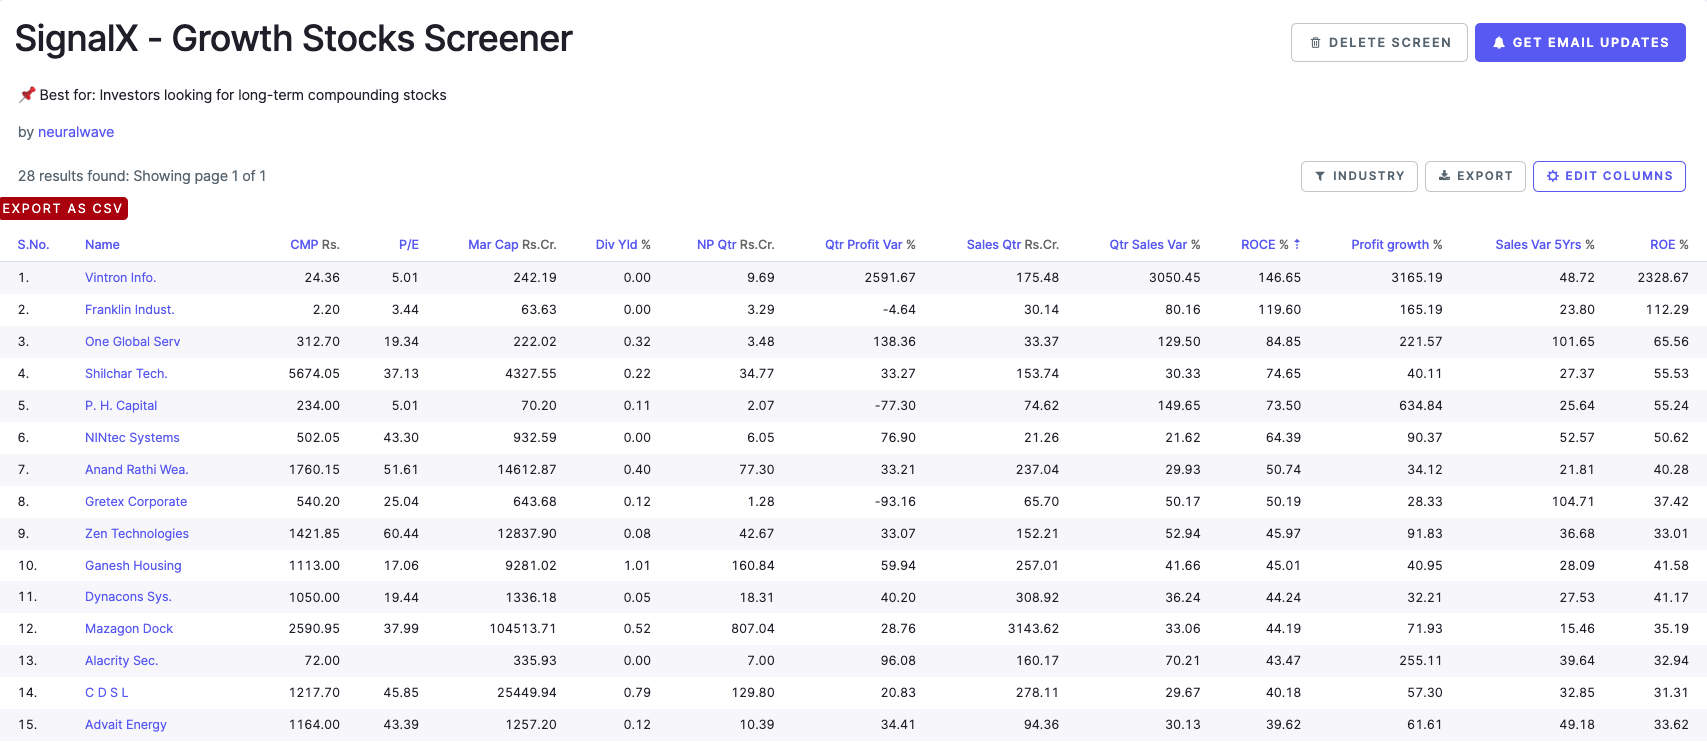 SignalX - Growth Stocks Screener
DELETE SCREEN
GET EMAIL UPDATES
Best for: Investors looking for long-term compounding stocks
by neuralwave
28 results found: Showing page 1 of 1
INDUSTRY
EXPORT
EDIT COLUMNS
EXPORT AS CSV
S.No. Name CMP Rs. P/E Mar Cap Rs.Cr. Div Yld % NP Qtr Rs.Cr. Qtr Profit Var % Sales Qtr Rs.Cr. Qtr Sales Var % ROCE % ↑ Profit growth % Sales Var 5Yrs % ROE %
1. Vintron Info. 24.36 5.01 242.19 0.00 9.69 2591.67 175.48 3050.45 146.65 3165.19 48.72 2328.67
2. Franklin Indust. 2.20 3.44 63.63 0.00 3.29 -4.64 30.14 80.16 119.60 165.19 23.80 112.29
3. One Global Serv 312.70 19.34 222.02 0.32 3.48 138.36 33.37 129.50 84.85 221.57 101.65 65.56
4. Shilchar Tech. 5674.05 37.13 4327.55 0.22 34.77 33.27 153.74 30.33 74.65 40.11 27.37 55.53
5. P. H. Capital 234.00 5.01 70.20 0.11 2.07 -77.30 74.62 149.65 73.50 634.84 25.64 55.24
6. NINtec Systems 502.05 43.30 932.59 0.00 6.05 76.90 21.26 21.62 64.39 90.37 52.57 50.62
7. Anand Rathi Wea. 1760.15 51.61 14612.87 0.40 77.30 33.21 237.04 29.93 50.74 34.12 21.81 40.28
8. Gretex Corporate 540.20 25.04 643.68 0.12 1.28 -93.16 65.70 50.17 50.19 28.33 104.71 37.42
9. Zen Technologies 1421.85 60.44 12837.90 0.08 42.67 33.07 152.21 52.94 45.97 91.83 36.68 33.01
10. Ganesh Housing 1113.00 17.06 9281.02 1.01 160.84 59.94 257.01 41.66 45.01 40.95 28.09 41.58
11. Dynacons Sys. 1050.00 19.44 1336.18 0.05 18.31 40.20 308.92 36.24 44.24 32.21 27.53 41.17
12. Mazagon Dock 2590.95 37.99 104513.71 0.52 807.04 28.76 3143.62 33.06 44.19 71.93 15.46 35.19
13. Alacrity Sec. 72.00 335.93 0.00 7.00 96.08 160.17 70.21 43.47 255.11 39.64 32.94
14. C D S L 1217.70 45.85 25449.94 0.79 129.80 20.83 278.11 29.67 40.18 57.30 32.85 31.31
15. Advait Energy 1164.00 43.39 1257.20 0.12 10.39 34.41 94.36 30.13 39.62 61.61 49.18 33.62